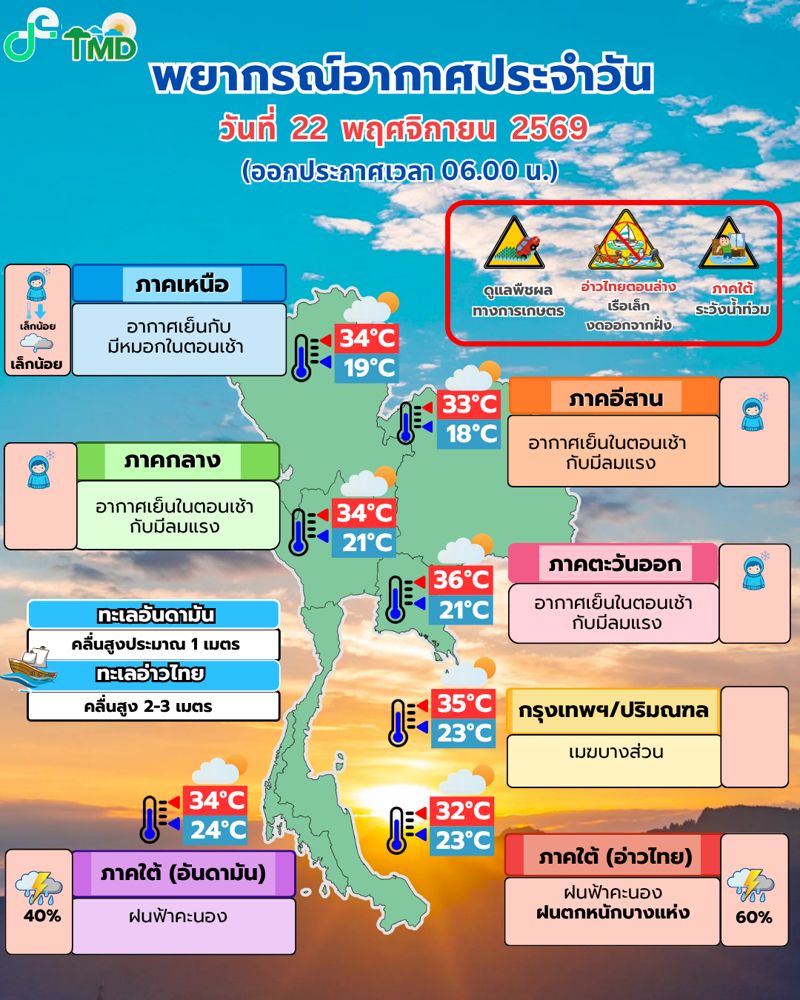 TMD
พยากรณ์อากาศประจำวัน
วันที่ 22 พฤศจิกายน 2569
(ออกประกาศเวลา 06.00 น.)
ดูแลพืชผล
ทางการเกษตร
อ่าวไทยตอนล่าง
เรือเล็ก
งดออกจากฝั่ง
ภาคใต้
ระวังน้ำท่วม
เล็กน้อย
เล็กน้อย
ภาคเหนือ
อากาศเย็นกับ
มีหมอกในตอนเช้า
34°C
19°C
33°C
18°C
ภาคอีสาน
อากาศเย็นในตอนเช้า
กับมีลมแรง
ภาคกลาง
อากาศเย็นในตอนเช้า
กับมีลมแรง
34°C
21°C
36°C
21°C
ภาคตะวันออก
อากาศเย็นในตอนเช้า
กับมีลมแรง
ทะเลอันดามัน
คลื่นสูงประมาณ 1 เมตร
ทะเลอ่าวไทย
คลื่นสูง 2-3 เมตร
35°C
23°C
กรุงเทพฯ/ปริมณฑล
เมฆบางส่วน
34°C
24°C
32°C
23°C
ภาคใต้ (อันดามัน)
ฝนฟ้าคะนอง
40%
ภาคใต้ (อ่าวไทย)
ฝนฟ้าคะนอง
ฝนตกหนักบางแห่ง
60%